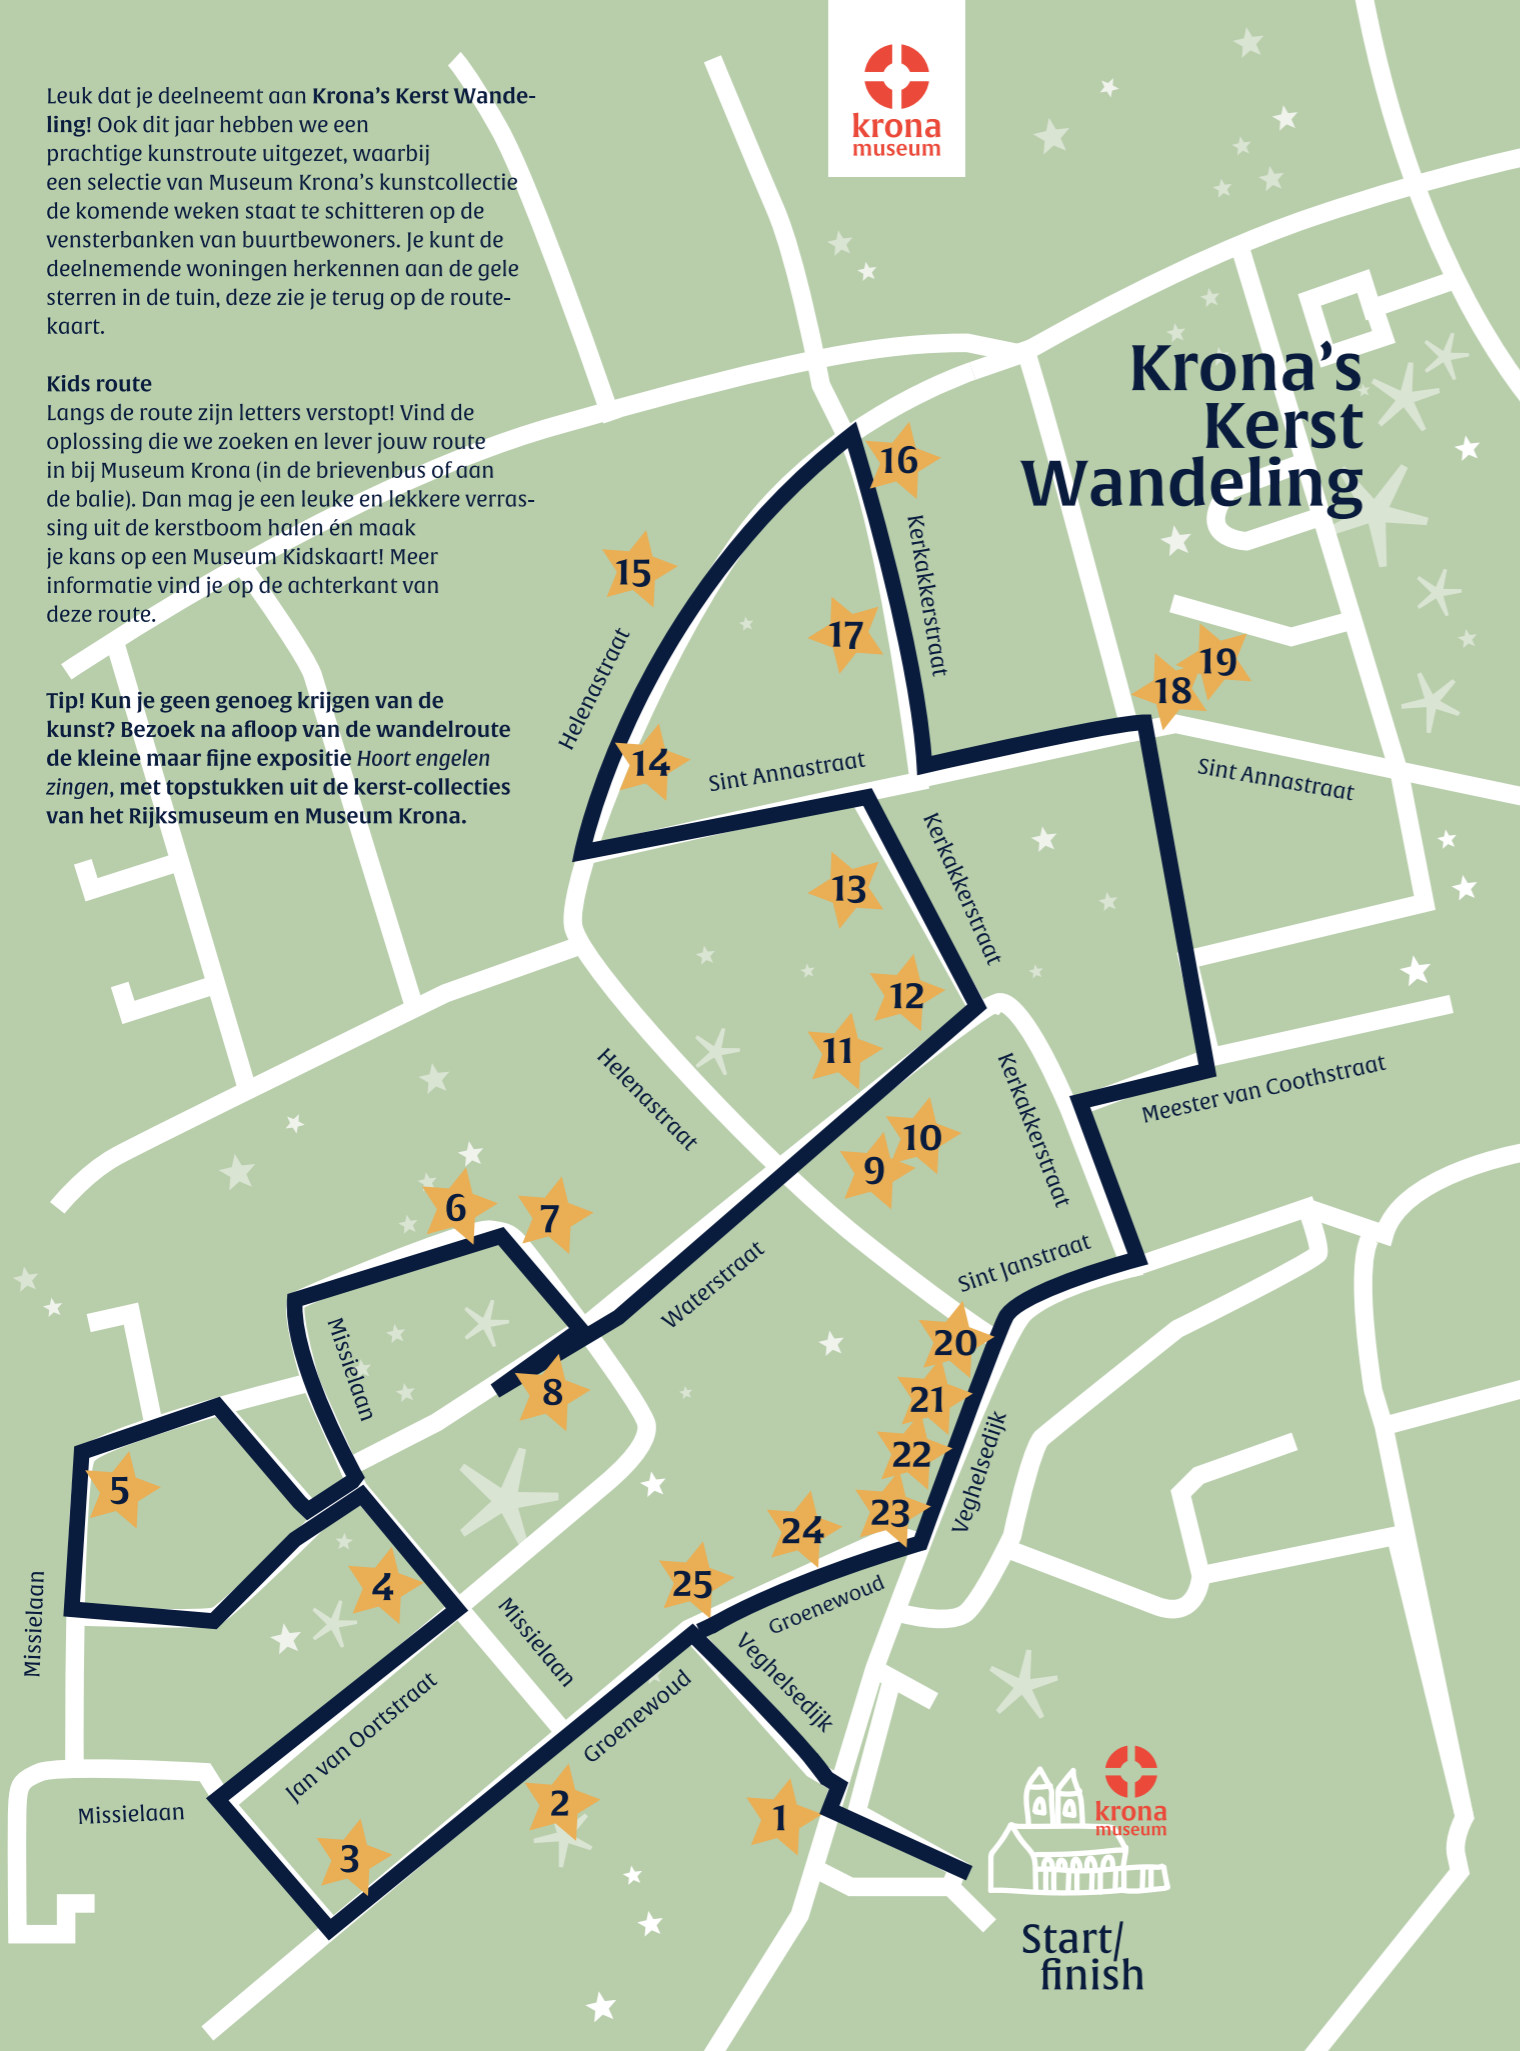 krona
museum
Leuk dat je deelneemt aan Krona's Kerst Wande-
ling! Ook dit jaar hebben we een
prachtige kunstroute uitgezet, waarbij
een selectie van Museum Krona's kunstcollectie
de komende weken staat te schitteren op de
vensterbanken van buurtbewoners. Je kunt de
deelnemende woningen herkennen aan de gele
sterren in de tuin, deze zie je terug op de route-
kaart.
Kids route
Langs de route zijn letters verstopt! Vind de
oplossing die we zoeken en lever jouw route
in bij Museum Krona (in de brievenbus of aan
de balie). Dan mag je een leuke en lekkere verras-
sing uit de kerstboom halen én maak
je kans op een Museum Kidskaart! Meer
informatie vind je op de achterkant van
deze route.
Tip! Kun je geen genoeg krijgen van de
kunst? Bezoek na afloop van de wandelroute
de kleine maar fijne expositie Hoort engelen
zingen, met topstukken uit de kerst-collecties
van het Rijksmuseum en Museum Krona.
Krona's
Kerst
Wandeling
16
Kerkakkerstraat
15
17
Helenastraat
19
18
14
Sint Annastraat
Sint Annastraat
Kerkakkerstraat
13
12
11
Helenastraat
Kerkakkerstraat
Meester van Coothstraat
10
9
6
7
Sint Janstraat
Waterstraat
Missielaan
20
8
21
22
Veghelsedijk
5
23
24
25
4
Missielaan
Missielaan
Groenewoud
Veghelsedijk
Groenewoud
Jan van Oortstraat
2
1
Missielaan
3
krona
museum
Start/
finish